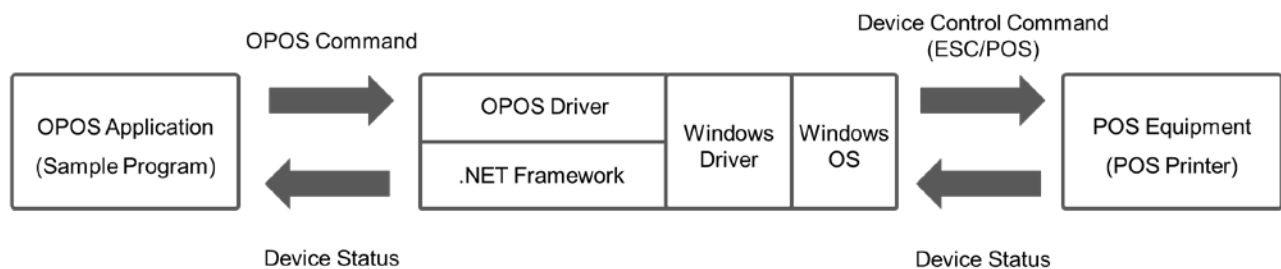 OPOS Command
Device Control Command
(ESC/POS)
OPOS Application
(Sample Program)
OPOS Driver
.NET Framework
Windows
Driver
Windows
OS
POS Equipment
(POS Printer)
Device Status
Device Status